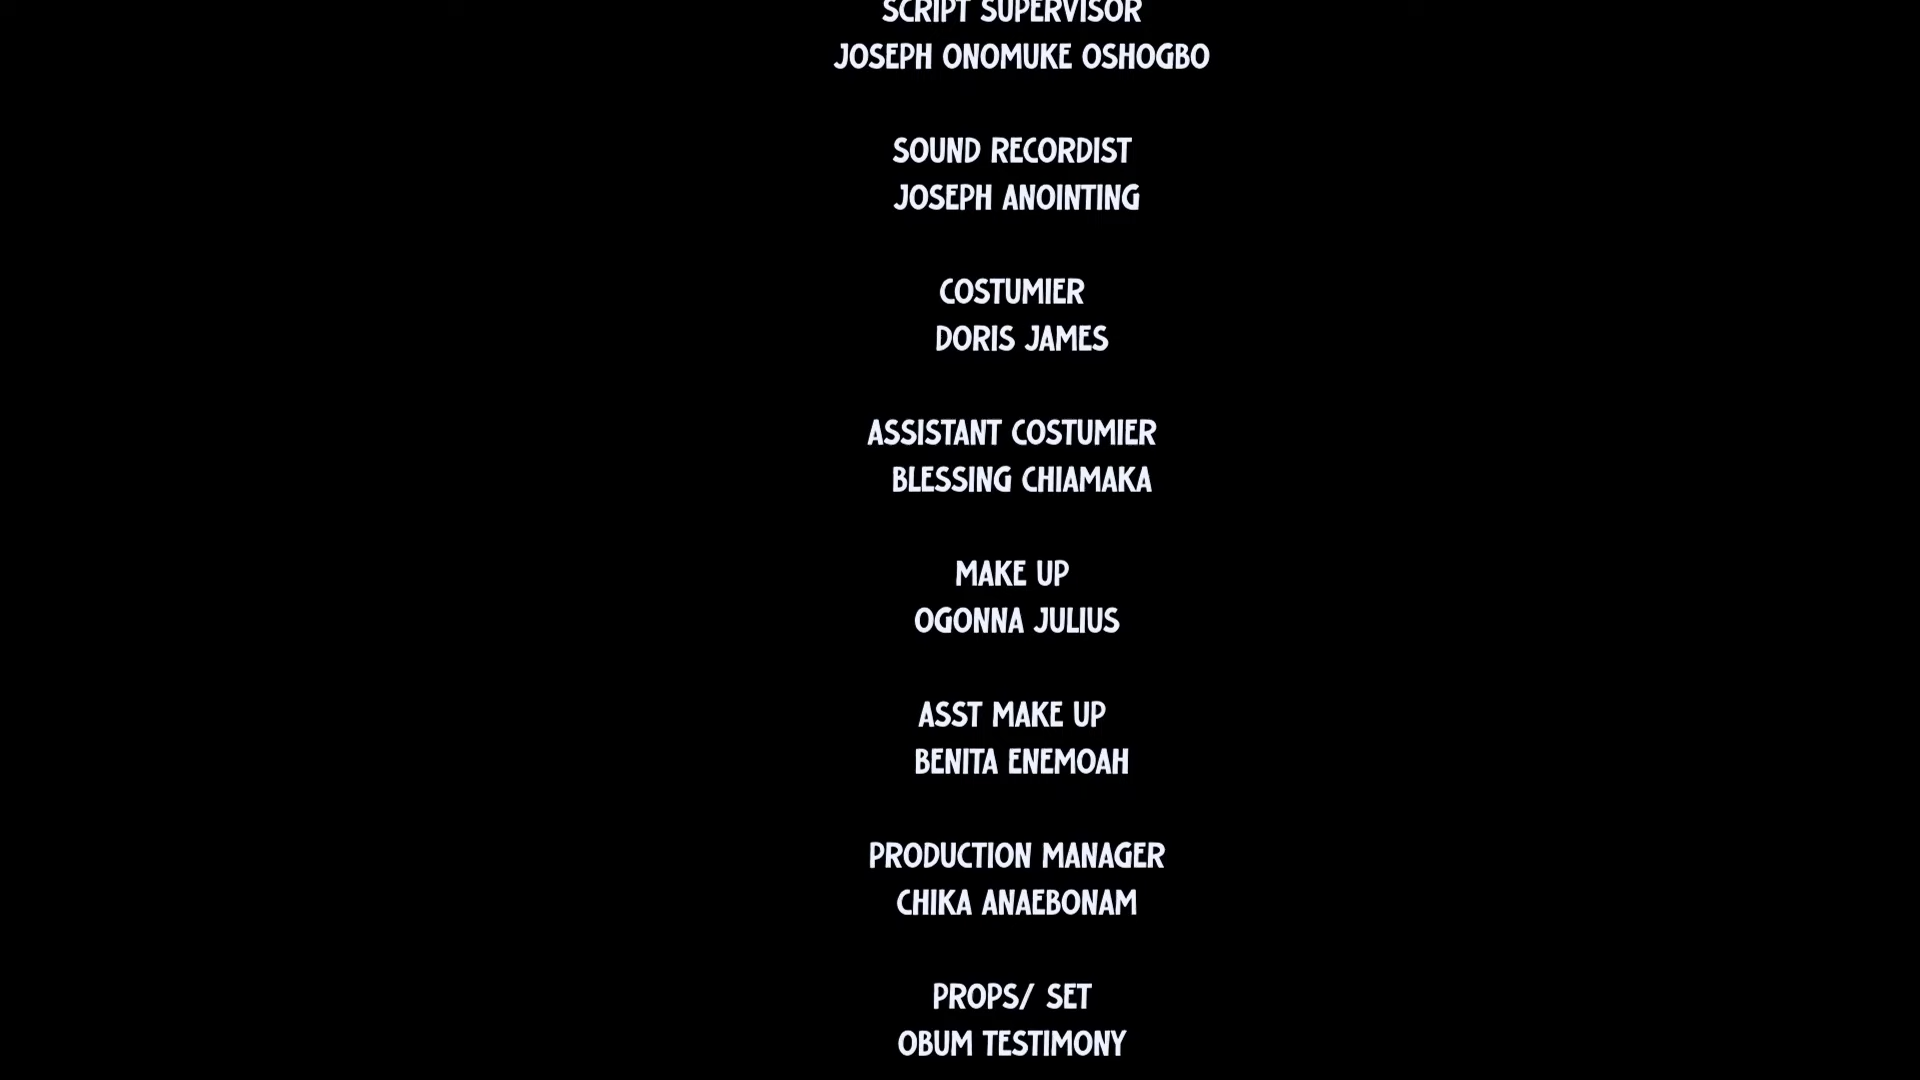 SCRIPT SUPERVISOR
JOSEPH ONOMUKE OSHOGBO
SOUND RECORDIST
JOSEPH ANOINTING
COSTUMIER
DORIS JAMES
ASSISTANT COSTUMIER
BLESSING CHIAMAKA
MAKE UP
OGONNA JULIUS
ASST MAKE UP
BENITA ENEMOAH
PRODUCTION MANAGER
CHIKA ANAEBONAM
PROPS/ SET
OBUM TESTIMONY